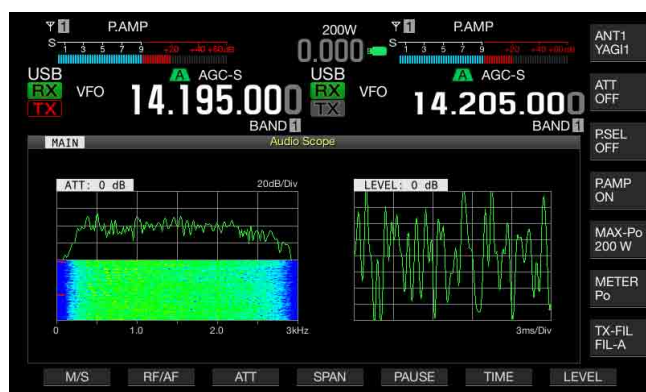 1 P.AMP 200W 1 P.AMP ANT1
YAGI1
S 1 3 5 7 9 +20 +40 +60dB 0.000 S 1 3 5 7 9 +20 +40 +60dB
USB A AGC-S USB A AGC-S
ATT
OFF
RX VFO 14.195.000 RX VFO 14.205.000
TX TX
BAND 1 BAND 1
P.SEL
OFF
MAIN Audio Scope
ATT: 0 dB 20dB/Div LEVEL: 0 dB
P.AMP
ON
MAX-Po
200 W
METER
Po
0 1.0 2.0 3kHz 3ms/Div
TX-FIL
FIL-A
M/S RF/AF ATT SPAN PAUSE TIME LEVEL